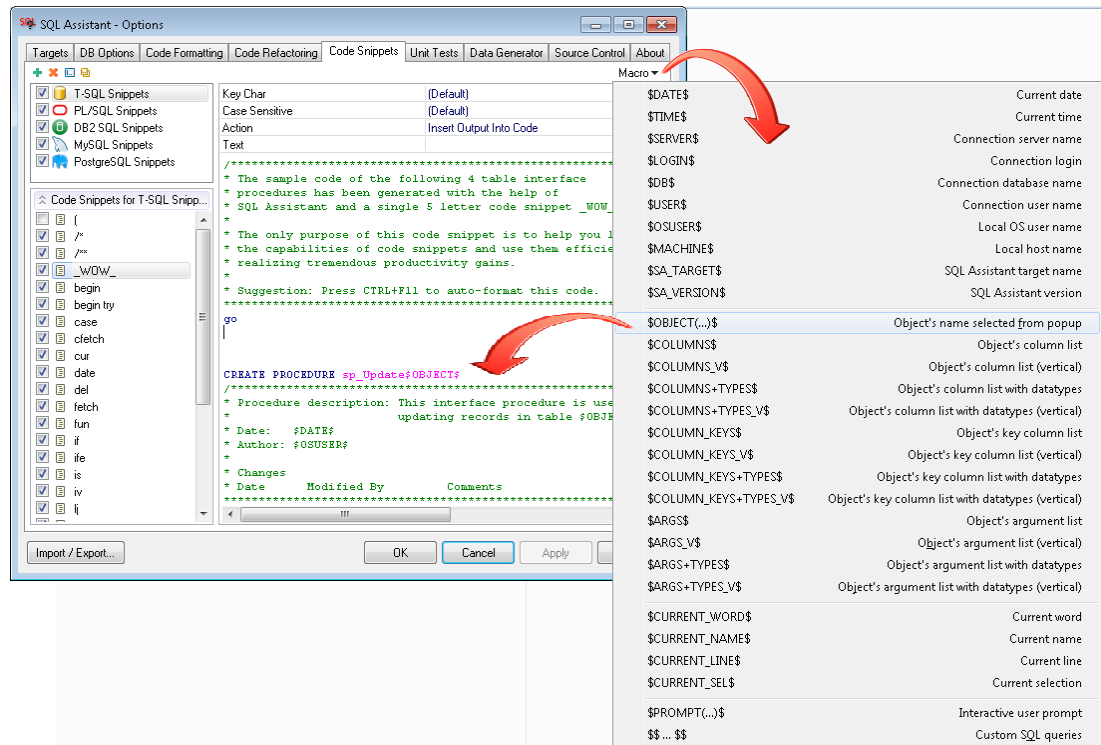 SQL Assistant - Options
Targets DB Options Code Formatting Code Refactoring Code Snippets Unit Tests Data Generator Source Control About
Macro
T-SQL Snippets
PL/SQL Snippets
DB2 SQL Snippets
MySQL Snippets
PostgreSQL Snippets
Code Snippets for T-SQL Snipp...
(
/*
/**
_WOW_
begin
begin try
case
cfetch
cur
date
del
fetch
fun
if
ife
is
iv
lj
Key Char (Default)
Case Sensitive (Default)
Action Insert Output Into Code
Text
/*******************************************************
* The sample code of the following 4 table interface
* procedures has been generated with the help of
* SQL Assistant and a single 5 letter code snippet _WOW_
*
* The only purpose of this code snippet is to help you l
* the capabilities of code snippets and use them efficie
* realizing tremendous productivity gains.
*
* Suggestion: Press CTRL+F11 to auto-format this code.
********************************************************
go
CREATE PROCEDURE sp_Update$OBJECT$
/*******************************************************
* Procedure description: This interface procedure is use
* updating records in table $OBJE
* Date: $DATE$
* Author: $OSUSER$
*
* Changes
* Date Modified By Comments
********************************************************
Import / Export...
OK Cancel Apply
$DATE$ Current date
$TIME$ Current time
$SERVER$ Connection server name
$LOGIN$ Connection login
$DB$ Connection database name
$USER$ Connection user name
$OSUSER$ Local OS user name
$MACHINE$ Local host name
$SA_TARGET$ SQL Assistant target name
$SA_VERSION$ SQL Assistant version
$OBJECT(...)$ Object's name selected from popup
$COLUMNS$ Object's column list
$COLUMNS_V$ Object's column list (vertical)
$COLUMNS+TYPES$ Object's column list with datatypes
$COLUMNS+TYPES_V$ Object's column list with datatypes (vertical)
$COLUMN_KEYS$ Object's key column list
$COLUMN_KEYS_V$ Object's key column list (vertical)
$COLUMN_KEYS+TYPES$ Object's key column list with datatypes
$COLUMN_KEYS+TYPES_V$ Object's key column list with datatypes (vertical)
$ARGS$ Object's argument list
$ARGS_V$ Object's argument list (vertical)
$ARGS+TYPES$ Object's argument list with datatypes
$ARGS+TYPES_V$ Object's argument list with datatypes (vertical)
$CURRENT_WORD$ Current word
$CURRENT_NAME$ Current name
$CURRENT_LINE$ Current line
$CURRENT_SEL$ Current selection
$PROMPT(...)$ Interactive user prompt
$$ ... $$ Custom SQL queries